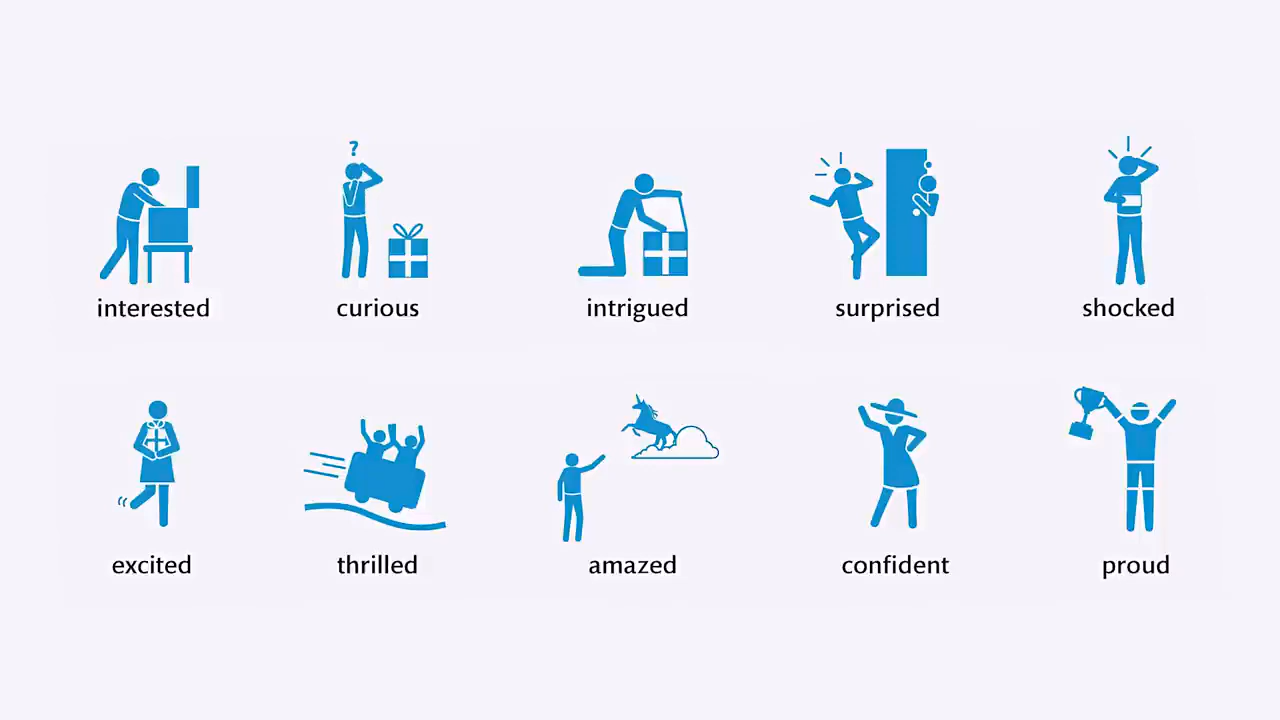 ?
interested
curious
intrigued
surprised
shocked
excited
thrilled
amazed
confident
proud